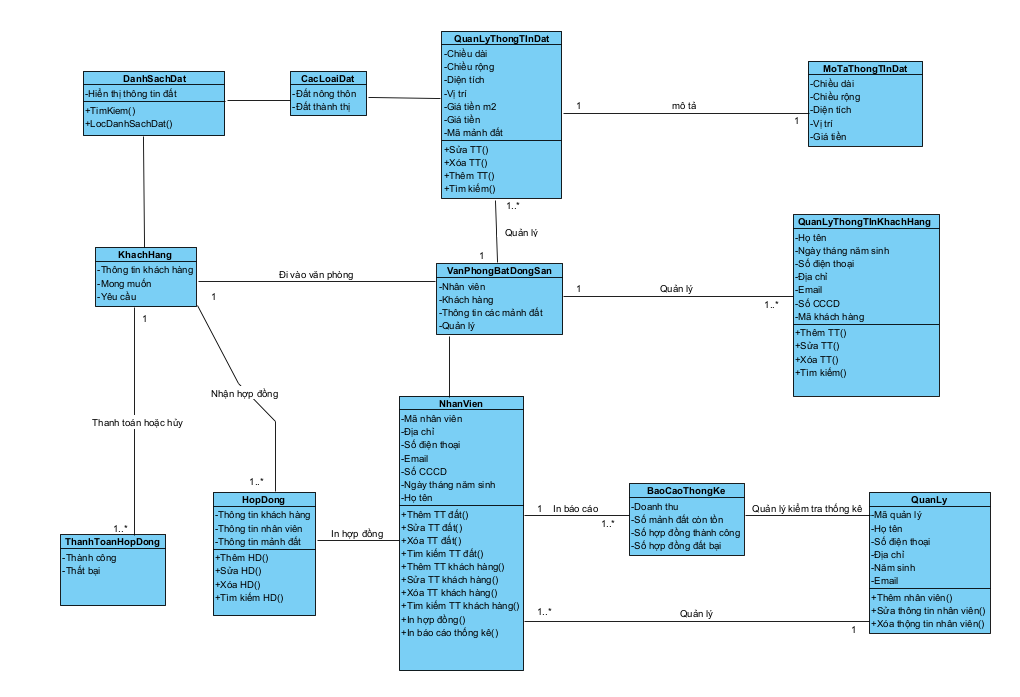 DanhSachDat
-Hiển thị thông tin đất
+TimKiem()
+LocDanhSachDat()
CacLoaiDat
-Đất nông thôn
-Đất thành thị
QuanLyThongTInDat
-Chiều dài
-Chiều rộng
-Diện tích
-Vị trí
-Giá tiền m2
-Giá tiền
-Mã mảnh đất
+Sửa TT()
+Xóa TT()
+Thêm TT()
+Tìm kiếm()
1
mô tả
1
MoTaThongTInDat
-Chiều dài
-Chiều rộng
-Diện tích
-Vị trí
-Giá tiền
1..*
Quản lý
1
KhachHang
-Thông tin khách hàng
-Mong muốn
-Yêu cầu
Đi vào văn phòng
1
1
VanPhongBatDongSan
-Nhân viên
-Khách hàng
-Thông tin các mảnh đất
-Quản lý
1
Quản lý
1..*
QuanLyThongTInKhachHang
-Họ tên
-Ngày tháng năm sinh
-Số điện thoại
-Địa chỉ
-Email
-Số CCCD
-Mã khách hàng
+Thêm TT()
+Sửa TT()
+Xóa TT()
+Tìm kiếm()
Nhận hợp đồng
1..*
Thanh toán hoặc hủy
1..*
ThanhToanHopDong
-Thành công
-Thất bại
HopDong
-Thông tin khách hàng
-Thông tin nhân viên
-Thông tin mảnh đất
+Thêm HD()
+Sửa HD()
+Xóa HD()
+Tìm kiếm HD()
In hợp đồng
NhanVien
-Mã nhân viên
-Địa chỉ
-Số điện thoại
-Email
-Số CCCD
-Ngày tháng năm sinh
-Họ tên
+Thêm TT đất()
+Sửa TT đất()
+Xóa TT đất()
+Tìm kiếm TT đất()
+Thêm TT khách hàng()
+Sửa TT khách hàng()
+Xóa TT khách hàng()
+Tìm kiếm TT khách hàng()
+In hợp đồng()
+In báo cáo thống kê()
1
In báo cáo
1..*
BaoCaoThongKe
-Doanh thu
-Số mảnh đất còn tồn
-Số hợp đồng thành công
-Số hợp đồng đất bại
Quản lý kiểm tra thống kê
QuanLy
-Mã quản lý
-Họ tên
-Số điện thoại
-Địa chỉ
-Năm sinh
-Email
+Thêm nhân viên()
+Sửa thông tin nhân viên()
+Xóa thộng tin nhân viên()
1..*
Quản lý
1